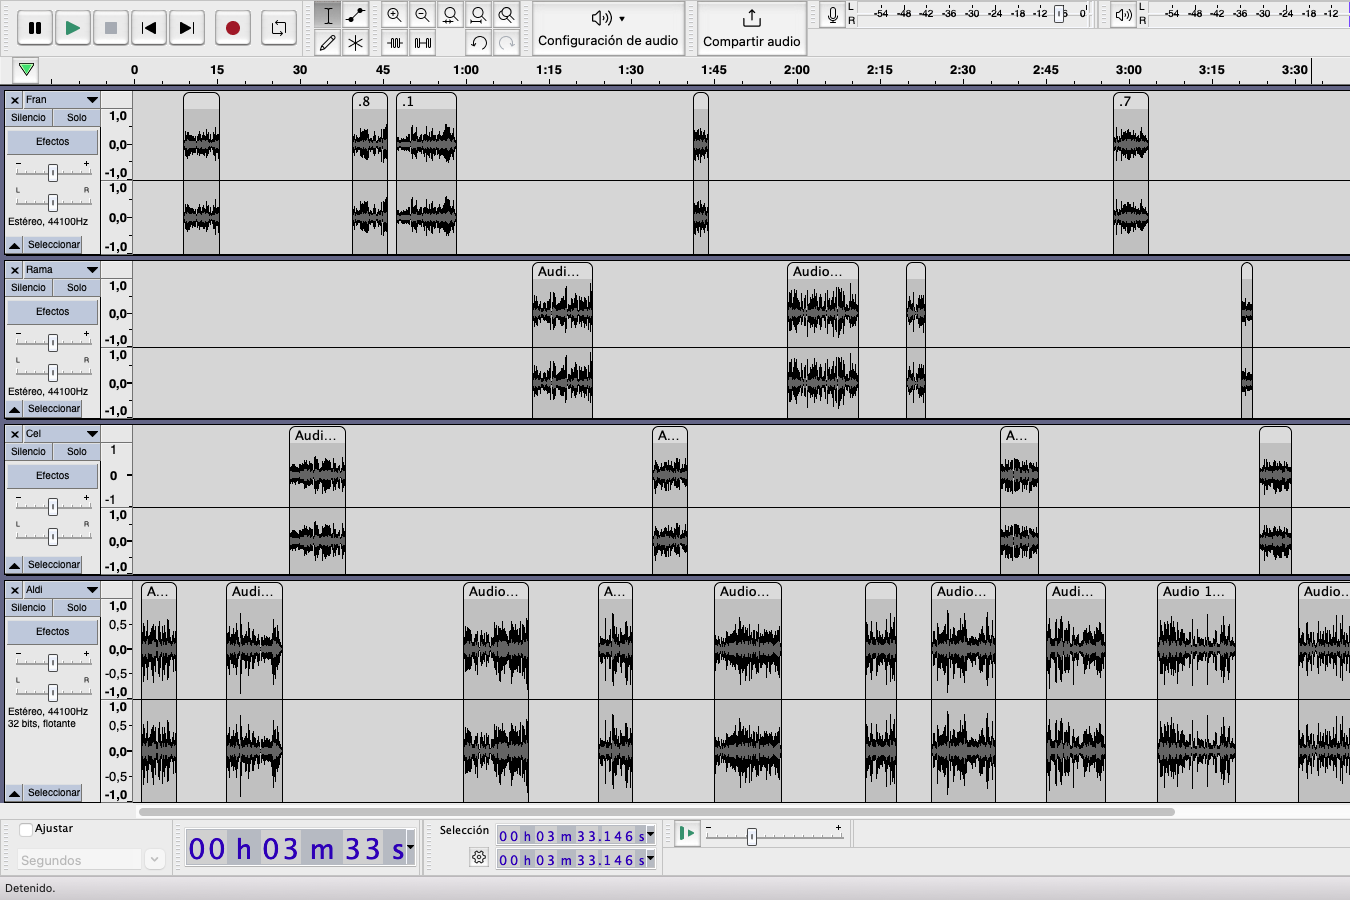 Configuración de audio
Compartir audio
L
R
-54 -48 -42 -36 -30 -24 -18 -12 -6 0
L
R
-54 -48 -42 -36 -30 -24 -18 -12
0 15 30 45 1:00 1:15 1:30 1:45 2:00 2:15 2:30 2:45 3:00 3:15 3:30
Fran
Silencio Solo
Efectos
- +
L R
Estéreo, 44100Hz
Seleccionar
1,0
0,0
-1,0
1,0
0,0
-1,0
.8 .1 .7
Rama
Silencio Solo
Efectos
- +
L R
Estéreo, 44100Hz
Seleccionar
1,0
0,0
-1,0
1,0
0,0
-1,0
Audi... Audio...
Cel
Silencio Solo
Efectos
- +
L R
Seleccionar
1
0
-1
1,0
0,0
-1,0
Audi... A... A...
Aldi
Silencio Solo
Efectos
- +
L R
Estéreo, 44100Hz
32 bits, flotante
Seleccionar
1,0
0,5
0,0
-0,5
-1,0
1,0
0,5
0,0
-0,5
-1,0
A... Audi... Audio... A... Audio... Audio... Audi... Audio 1... Audio..
Ajustar
Segundos
00 h 03 m 33 s
Selección
00 h 03 m 33.146 s
00 h 03 m 33.146 s
- +
Detenido.